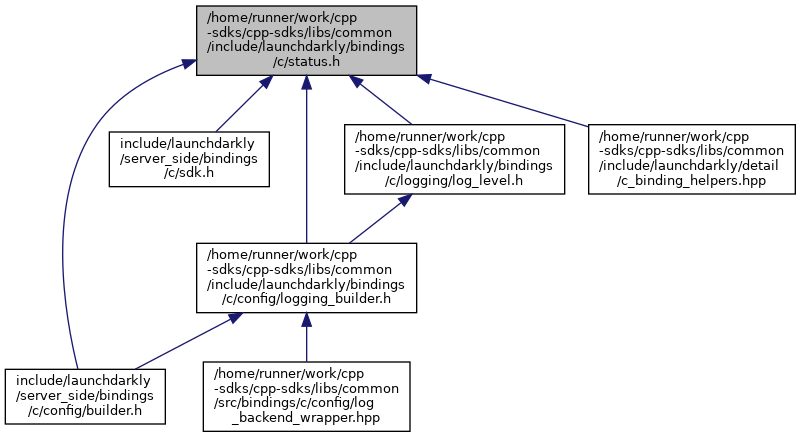 /home/runner/work/cpp
-sdks/cpp-sdks/libs/common
/include/launchdarkly/bindings
/c/status.h
include/launchdarkly
/server_side/bindings
/c/sdk.h
/home/runner/work/cpp
-sdks/cpp-sdks/libs/common
/include/launchdarkly/bindings
/c/logging/log_level.h
/home/runner/work/cpp
-sdks/cpp-sdks/libs/common
/include/launchdarkly/detail
/c_binding_helpers.hpp
/home/runner/work/cpp
-sdks/cpp-sdks/libs/common
/include/launchdarkly/bindings
/c/config/logging_builder.h
include/launchdarkly
/server_side/bindings
/c/config/builder.h
/home/runner/work/cpp
-sdks/cpp-sdks/libs/common
/src/bindings/c/config/log
_backend_wrapper.hpp